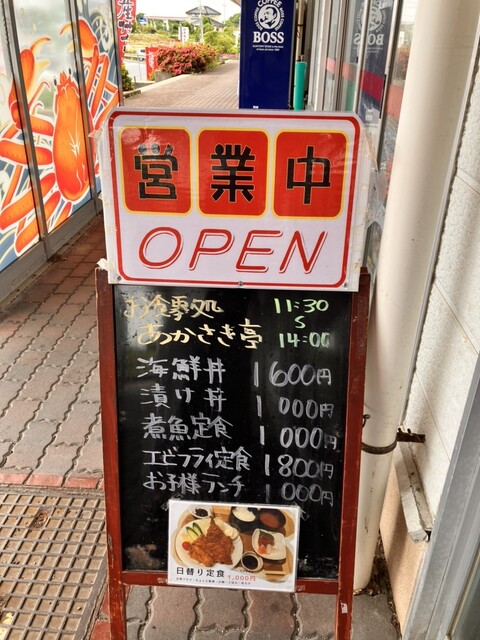 COFFEE
BOSS
営業中
OPEN
お食事処
あかさき亭
11:30
〜
14:00
海鮮丼 1600円
漬け丼 1000円
煮魚定食 1000円
エビフライ定食 1800円
お子様ランチ 1000円
日替り定食 1,000円